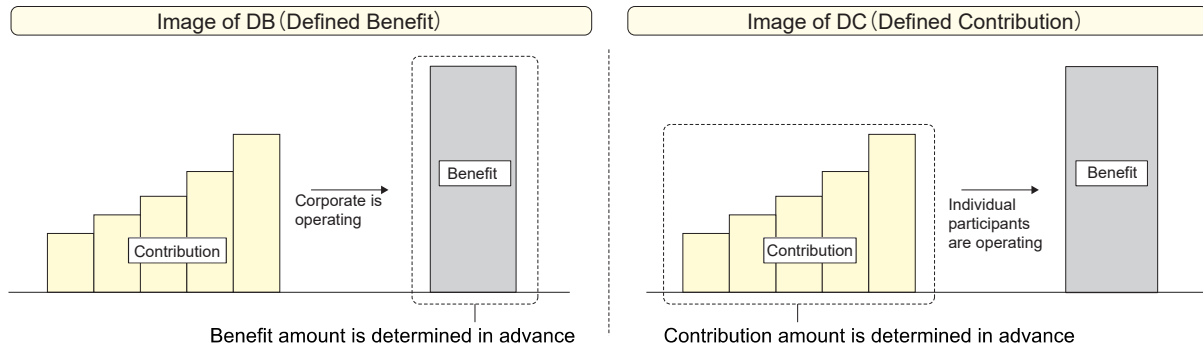 Image of DB（Defined Benefit）
Contribution
Corporate is
operating
Benefit
Benefit amount is determined in advance
Image of DC（Defined Contribution）
Contribution
Individual
participants
are operating
Benefit
Contribution amount is determined in advance